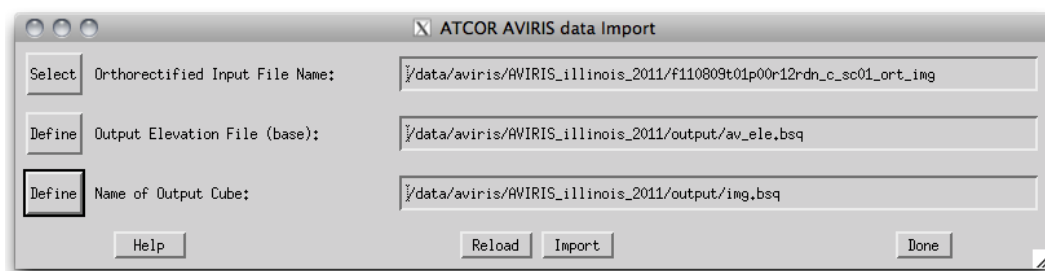 ATCOR AVIRIS data Import
Select Orthorectified Input File Name: /data/aviris/AVIRIS_illinois_2011/f110809t01p00r12rdn_c_sc01_ort_img
Define Output Elevation File (base): /data/aviris/AVIRIS_illinois_2011/output/av_ele.bsq
Define Name of Output Cube: /data/aviris/AVIRIS_illinois_2011/output/img.bsq
Help Reload Import Done